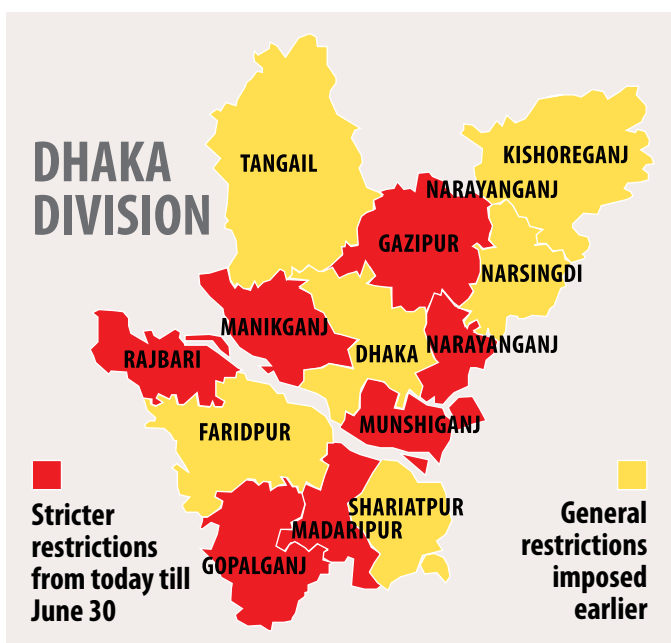 DHAKA
DIVISION
TANGAIL
KISHOREGANJ
NARAYANGANJ
GAZIPUR
NARSINGDI
MANIKGANJ
DHAKA
NARAYANGANJ
RAJBARI
MUNSHIGANJ
FARIDPUR
SHARIATPUR
MADARIPUR
GOPALGANJ
Stricter
restrictions
from today till
June 30
General
restrictions
imposed
earlier